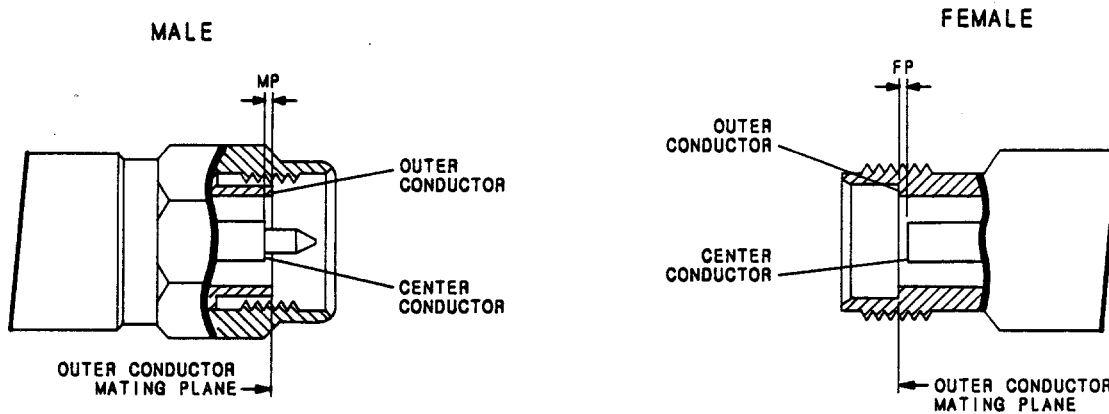 MALE
FEMALE
MP
FP
OUTER
CONDUCTOR
OUTER
CONDUCTOR
CENTER
CONDUCTOR
CENTER
CONDUCTOR
OUTER CONDUCTOR
MATING PLANE
OUTER CONDUCTOR
MATING PLANE